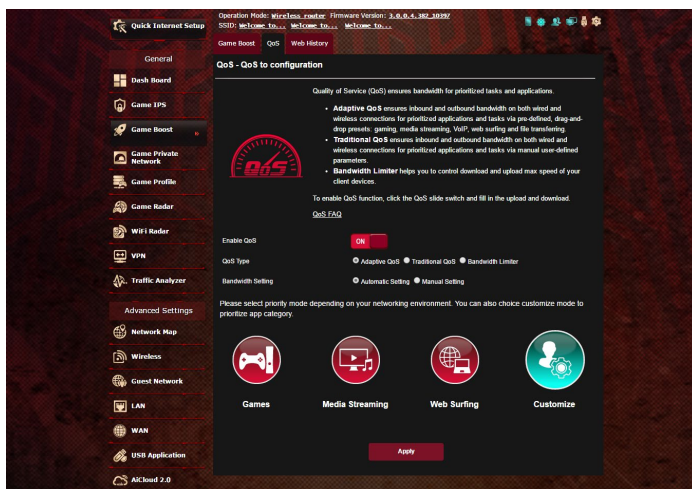 Quick Internet Setup
Operation Mode: Wireless router Firmware Version: 3.0.0.4.382_10397
SSID: Welcome to... Welcome to... Welcome to...
Game Boost QoS Web History
General
Dash Board
Game IPS
Game Boost
Game Private
Network
Game Profile
Game Radar
WiFi Radar
VPN
Traffic Analyzer
Advanced Settings
Network Map
Wireless
Guest Network
LAN
WAN
USB Application
AiCloud 2.0
QoS - QoS to configuration
QoS
Quality of Service (QoS) ensures bandwidth for prioritized tasks and applications.
• Adaptive QoS ensures inbound and outbound bandwidth on both wired and
wireless connections for prioritized applications and tasks via pre-defined, drag-and-
drop presets: gaming, media streaming, VoIP, web surfing and file transferring.
• Traditional QoS ensures inbound and outbound bandwidth on both wired and
wireless connections for prioritized applications and tasks via manual user-defined
parameters.
• Bandwidth Limiter helps you to control download and upload max speed of your
client devices.
To enable QoS function, click the QoS slide switch and fill in the upload and download.
QoS FAQ
Enable QoS ON
QoS Type Adaptive QoS Traditional QoS Bandwidth Limiter
Bandwidth Setting Automatic Setting Manual Setting
Please select priority mode depending on your networking environment. You can also choice customize mode to
prioritize app category.
Games Media Streaming Web Surfing Customize
Apply